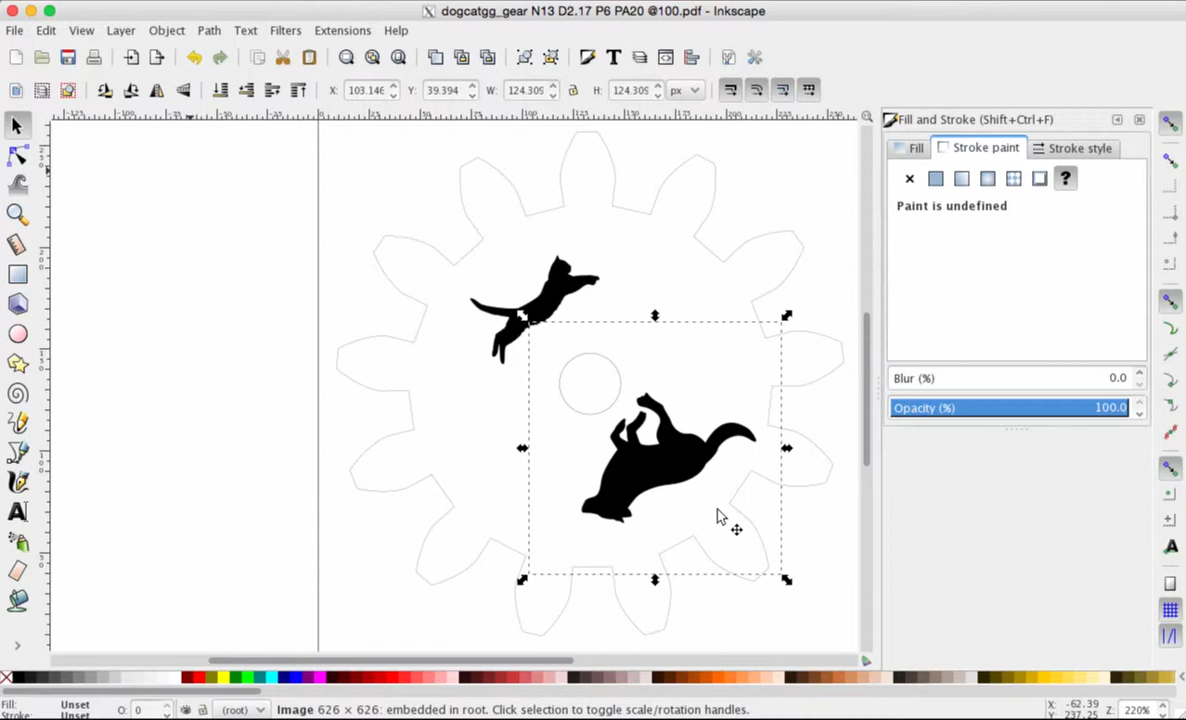 dogcatgg_gear N13 D2.17 P6 PA20 @100.pdf - Inkscape
File Edit View Layer Object Path Text Filters Extensions Help
X: 103.146 Y: 39.394 W: 124.309 H: 124.309 px
Fill and Stroke (Shift+Ctrl+F)
Fill Stroke paint Stroke style
? 
Paint is undefined
Blur (%) 0.0
Opacity (%) 100.0
Fill: Unset
Stroke: Unset
O: 0 (root) Image 626 × 626: embedded in root. Click selection to toggle scale/rotation handles.
X: -62.39
Y: 237.25
Z: 220%